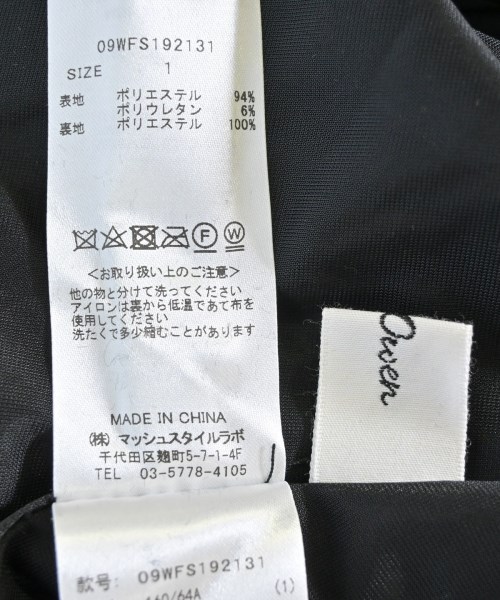 09WFS192131
SIZE 1
表地 ポリエステル 94%
ポリウレタン 6%
裏地 ポリエステル 100%
F W
<お取り扱い上のご注意>
他の物と分けて洗ってください
アイロンは裏から低温であて布を
使用してください
洗たくで多少縮むことがあります
MADE IN CHINA
(株) マッシュスタイルラボ
千代田区麹町5-7-1-4F
TEL 03-5778-4105
Owen
款号: 09WFS192131
160/64A (1)